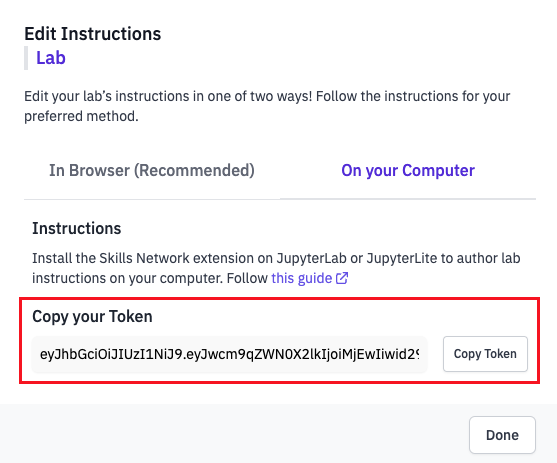 Edit Instructions
Lab
Edit your lab's instructions in one of two ways! Follow the instructions for your
preferred method.
In Browser (Recommended)
On your Computer
Instructions
Install the Skills Network extension on JupyterLab or JupyterLite to author lab
instructions on your computer. Follow this guide
Copy your Token
eyJhbGciOiJIUzI1NiJ9.eyJwcm9qZWN0X2lkIjoiMjEwIiwid29
Copy Token
Done